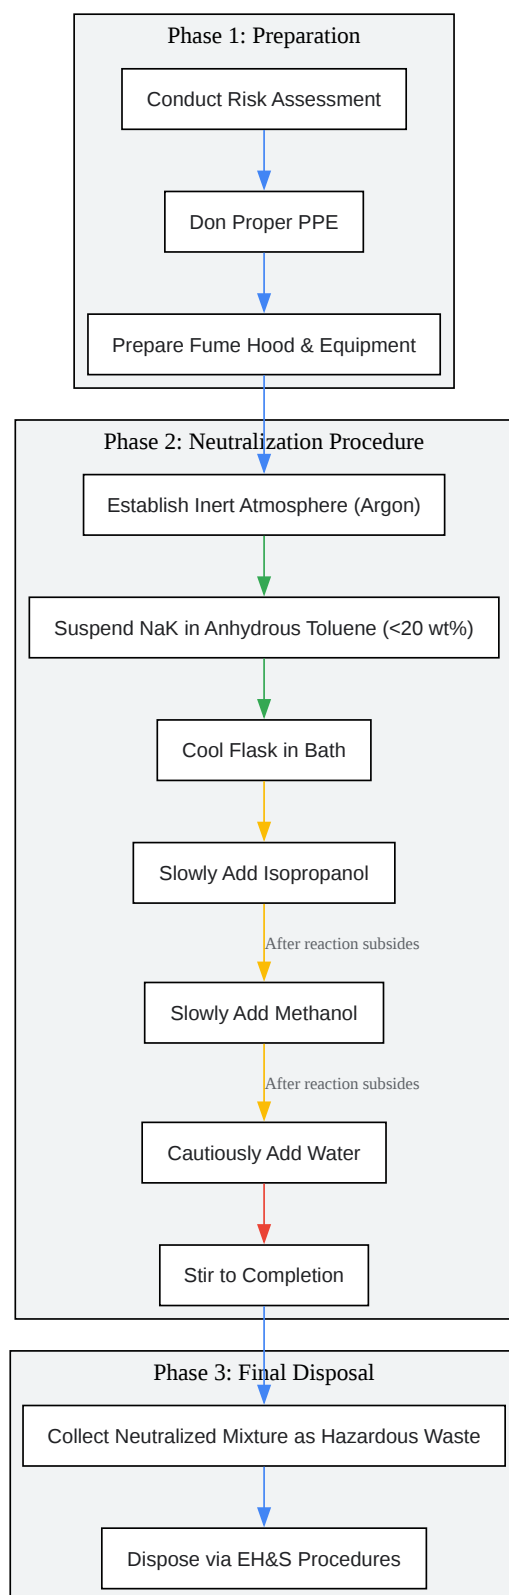 Phase 1: Preparation
Conduct Risk Assessment
Don Proper PPE
Prepare Fume Hood & Equipment
Phase 2: Neutralization Procedure
Establish Inert Atmosphere (Argon)
Suspend NaK in Anhydrous Toluene (<20 wt%)
Cool Flask in Bath
Slowly Add Isopropanol
After reaction subsides
Slowly Add Methanol
After reaction subsides
Cautiously Add Water
Stir to Completion
Phase 3: Final Disposal
Collect Neutralized Mixture as Hazardous Waste
Dispose via EH&S Procedures